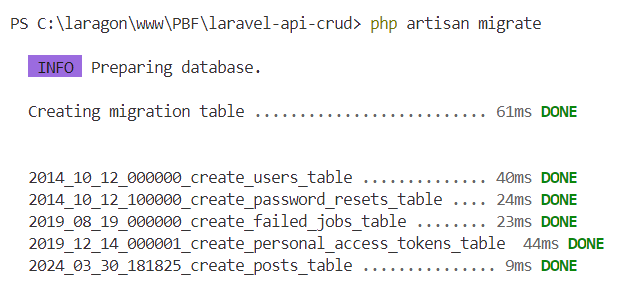 PS C:\laragon\www\PBF\laravel-api-crud> php artisan migrate
INFO Preparing database.
Creating migration table .......................... 61ms DONE
2014_10_12_000000_create_users_table .............. 40ms DONE
2014_10_12_100000_create_password_resets_table .... 24ms DONE
2019_08_19_000000_create_failed_jobs_table ........ 23ms DONE
2019_12_14_000001_create_personal_access_tokens_table 44ms DONE
2024_03_30_181825_create_posts_table ............... 9ms DONE